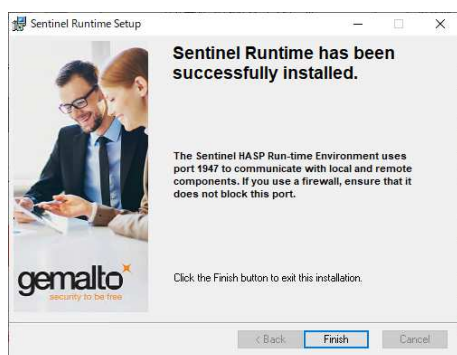 Sentinel Runtime Setup
Sentinel Runtime has been
successfully installed.
The Sentinel HASP Run-time Environment uses
port 1947 to communicate with local and remote
components. If you use a firewall, ensure that it
does not block this port.
gemalto
security to be free
Click the Finish button to exit this installation.
< Back
Finish
Cancel